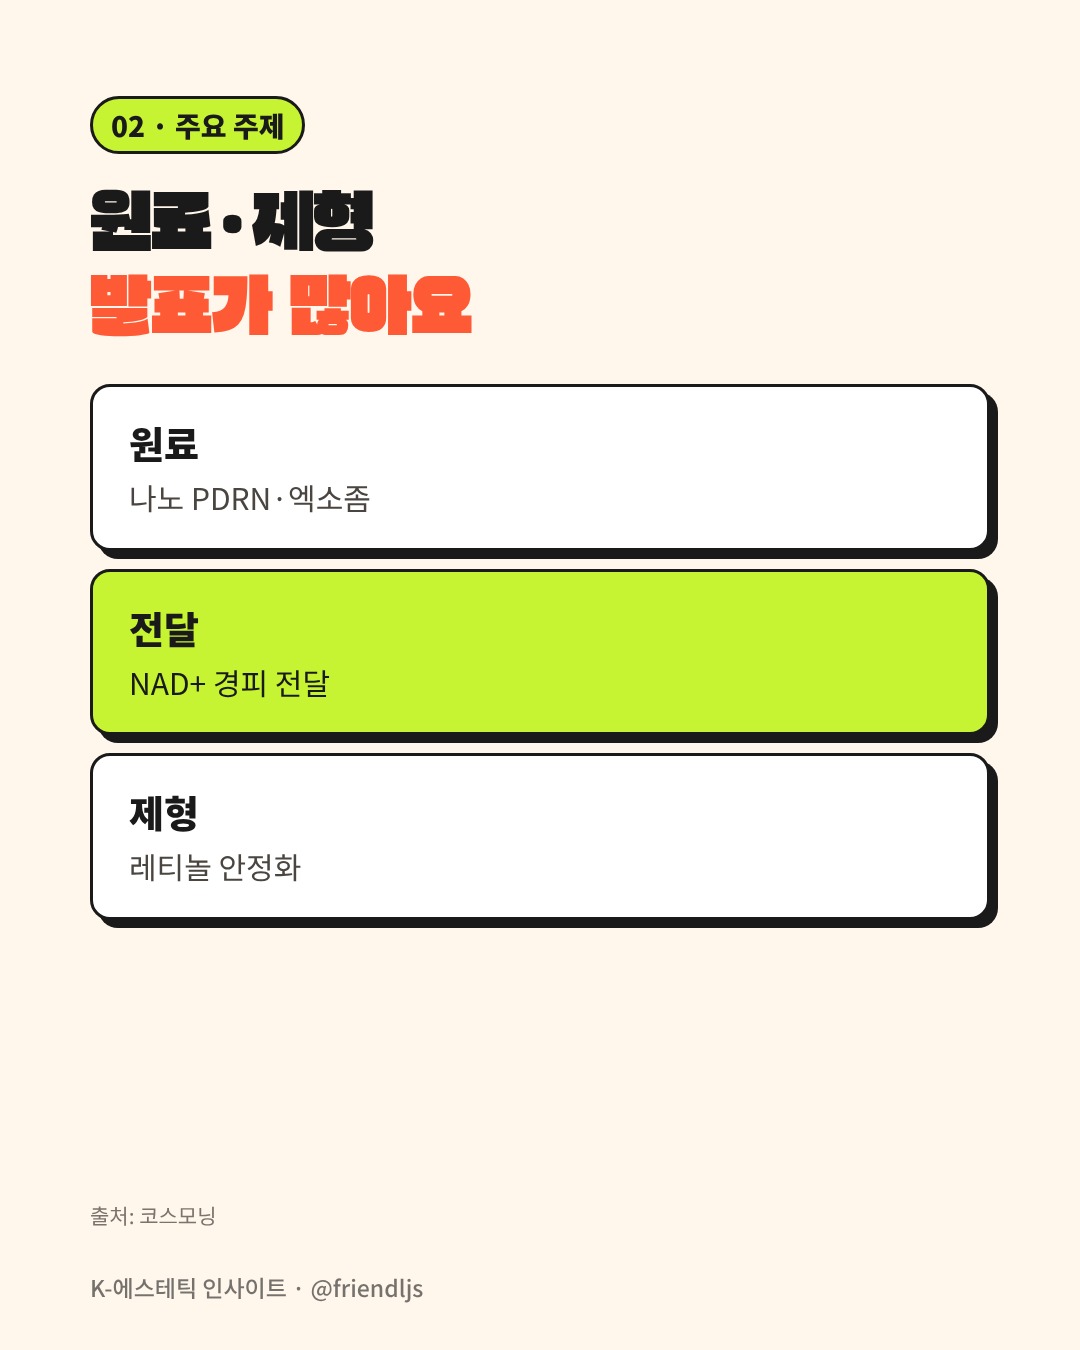 02 · 주요 주제
원료·제형
발표가 많아요
원료
나노 PDRN·엑소좀
전달
NAD+ 경피 전달
제형
레티놀 안정화
출처: 코스모닝
K-에스테틱 인사이트 · @friendljs